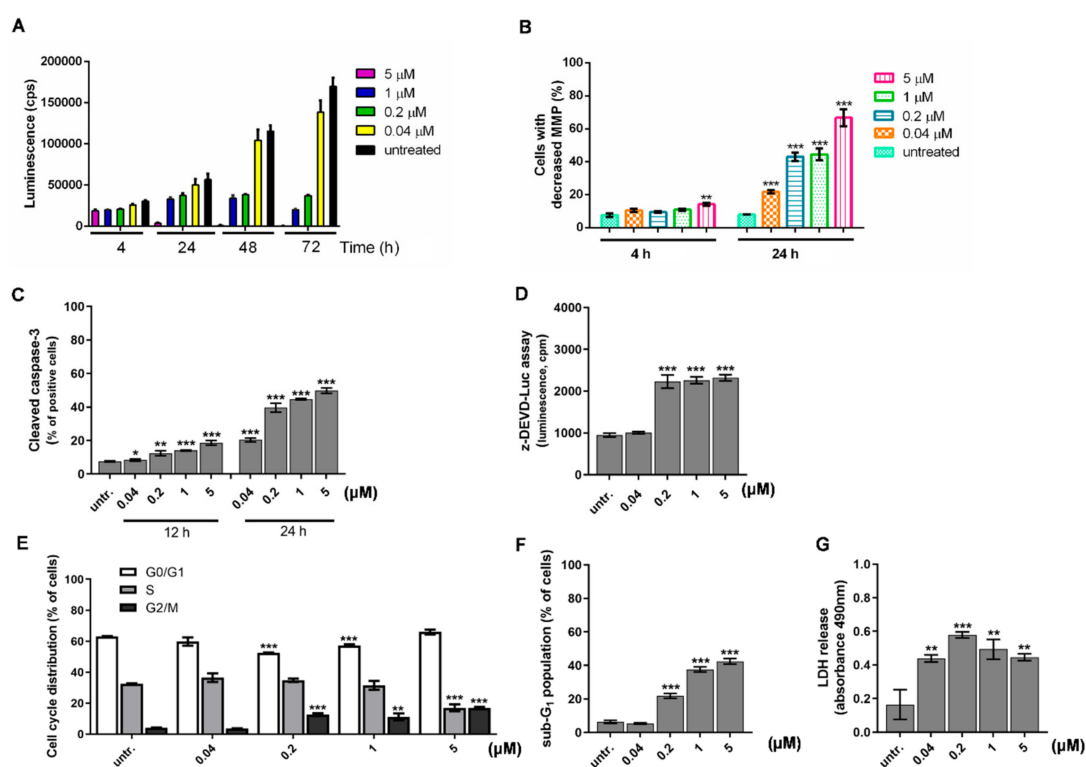 A
Luminescence (cps)
200000
150000
100000
50000
0
5 μM
1 μM
0.2 μM
0.04 μM
untreated
4 24 48 72 Time (h)
B
Cells with
decreased MMP (%)
100
80
60
40
20
0
** *** *** *** ***
5 μM
1 μM
0.2 μM
0.04 μM
untreated
4 h 24 h
C
Cleaved caspase-3
(% of positive cells)
100
80
60
40
20
0
* ** *** *** *** *** *** ***
untr. 0.04 0.2 1 5 0.04 0.2 1 5 (μM)
12 h 24 h
D
z-DEVD-Luc assay
(luminescence, cpm)
4000
3000
2000
1000
0
*** *** ***
untr. 0.04 0.2 1 5 (μM)
E
Cell cycle distribution (% of cells)
100
80
60
40
20
0
G0/G1
S
G2/M
*** *** *** ** *** ***
untr. 0.04 0.2 1 5 (μM)
F
sub-G1 population (% of cells)
100
80
60
40
20
0
*** *** ***
untr. 0.04 0.2 1 5 (μM)
G
LDH release
(absorbance 490nm)
1.0
0.8
0.6
0.4
0.2
0.0
** *** ** **
untr. 0.04 0.2 1 5 (μM)